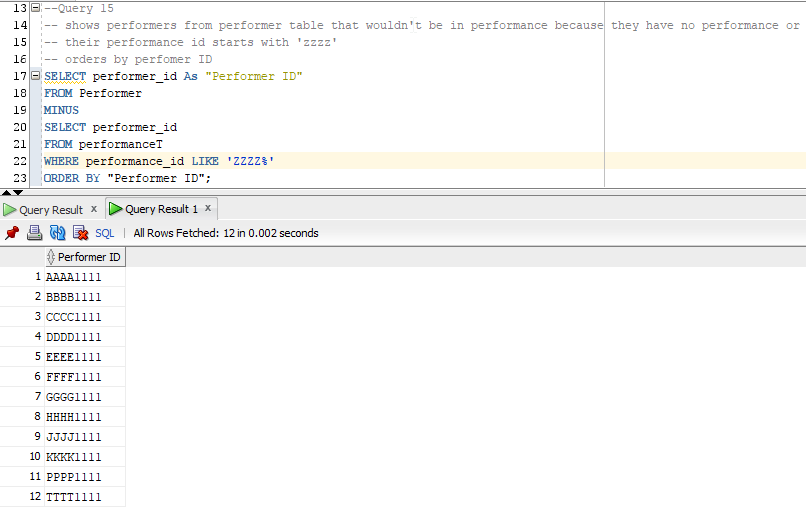 13 --Query 15
14 -- shows performers from performer table that wouldn't be in performance because they have no performance or
15 -- their performance id starts with 'zzzz'
16 -- orders by perfomer ID
17 SELECT performer_id As "Performer ID"
18 FROM Performer
19 MINUS
20 SELECT performer_id
21 FROM performanceT
22 WHERE performance_id LIKE 'ZZZZ%'
23 ORDER BY "Performer ID";
Query Result x Query Result 1 x
SQL | All Rows Fetched: 12 in 0.002 seconds
Performer ID
1 AAAA1111
2 BBBB1111
3 CCCC1111
4 DDDD1111
5 EEEE1111
6 FFFF1111
7 GGGG1111
8 HHHH1111
9 JJJJ1111
10 KKKK1111
11 PPPP1111
12 TTTT1111